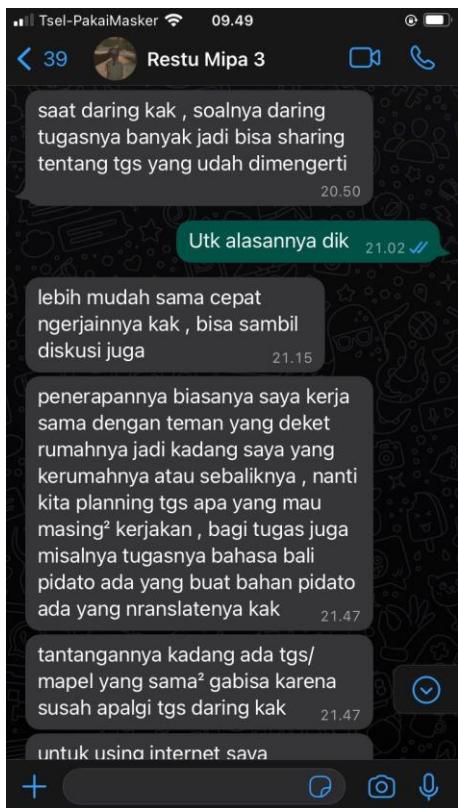 Tsel-PakaiMasker 09.49
39 Restu Mipa 3
saat daring kak , soalnya daring
tugasnya banyak jadi bisa sharing
tentang tgs yang udah dimengerti
20.50
Utk alasannya dik 21.02
lebih mudah sama cepat
ngerjainnya kak , bisa sambil
diskusi juga 21.15
penerapannya biasanya saya kerja
sama dengan teman yang deket
rumahnya jadi kadang saya yang
kerumahnya atau sebaliknya , nanti
kita planning tgs apa yang mau
masing² kerjakan , bagi tugas juga
misalnya tugasnya bahasa bali
pidato ada yang buat bahan pidato
ada yang nranslatenya kak 21.47
tantangannya kadang ada tgs/
mapel yang sama² gabisa karena
susah apalgi tgs daring kak 21.47
untuk using internet saya